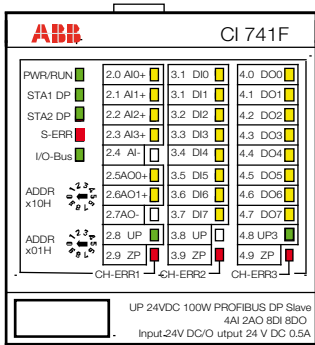 ABB CI 741F
PWR/RUN 2.0 AI0+ 3.1 DI0 4.0 DO0
STA1 DP 2.1 AI1+ 3.1 DI1 4.1 DO1
STA2 DP 2.2 AI2+ 3.2 DI2 4.2 DO2
S-ERR 2.3 AI3+ 3.3 DI3 4.3 DO3
I/O-Bus 2.4 AI- 3.4 DI4 4.4 DO4
2.5AO0+ 3.5 DI5 4.5 DO5
ADDR x10H 2.6AO1+ 3.6 DI6 4.6 DO6
2.7AO- 3.7 DI7 4.7 DO7
ADDR x01H 2.8 UP 3.8 UP 4.8 UP3
2.9 ZP 3.9 ZP 4.9 ZP
CH-ERR1 CH-ERR2 CH-ERR3
UP 24VDC 100W PROFIBUS DP Slave
4AI 2AO 8DI 8DO
Input 24V DC/O utput 24 V DC 0.5A